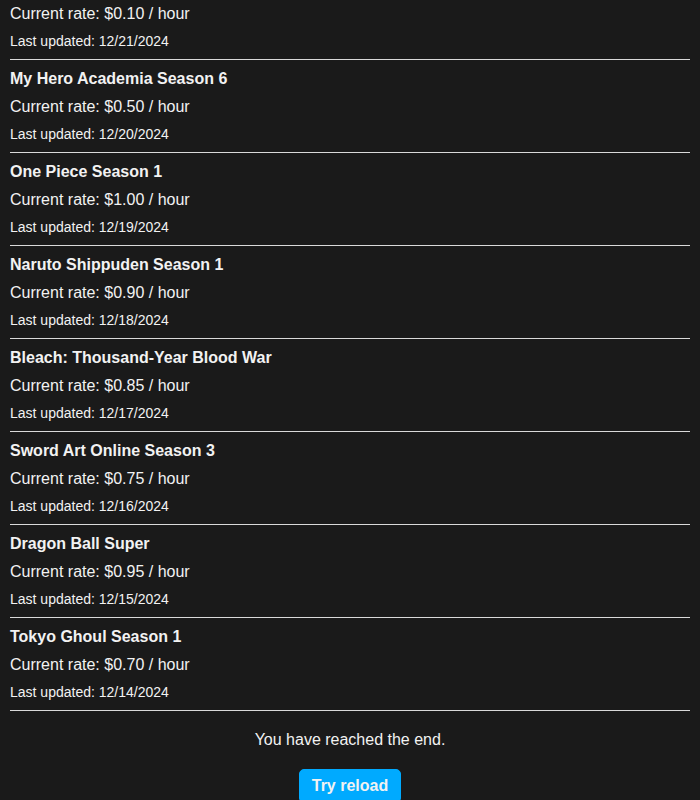 Current rate: $0.10 / hour
Last updated: 12/21/2024
My Hero Academia Season 6
Current rate: $0.50 / hour
Last updated: 12/20/2024
One Piece Season 1
Current rate: $1.00 / hour
Last updated: 12/19/2024
Naruto Shippuden Season 1
Current rate: $0.90 / hour
Last updated: 12/18/2024
Bleach: Thousand-Year Blood War
Current rate: $0.85 / hour
Last updated: 12/17/2024
Sword Art Online Season 3
Current rate: $0.75 / hour
Last updated: 12/16/2024
Dragon Ball Super
Current rate: $0.95 / hour
Last updated: 12/15/2024
Tokyo Ghoul Season 1
Current rate: $0.70 / hour
Last updated: 12/14/2024
You have reached the end.
Try reload